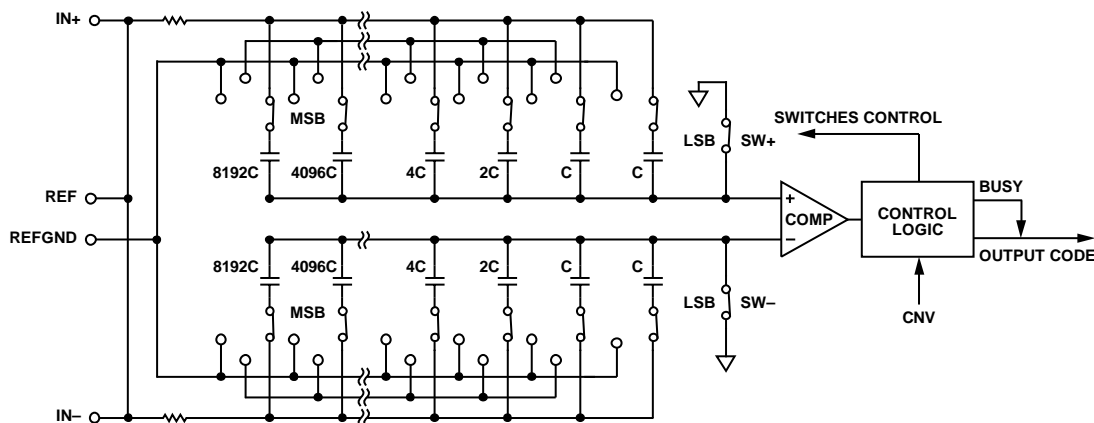 IN+
SWITCHES CONTROL
MSB
LSB SW+
8192C 4096C 4C 2C C C
BUSY
REF
+
COMP
–
CONTROL
LOGIC
REFGND
OUTPUT CODE
8192C 4096C 4C 2C C C
MSB
LSB SW–
CNV
IN–